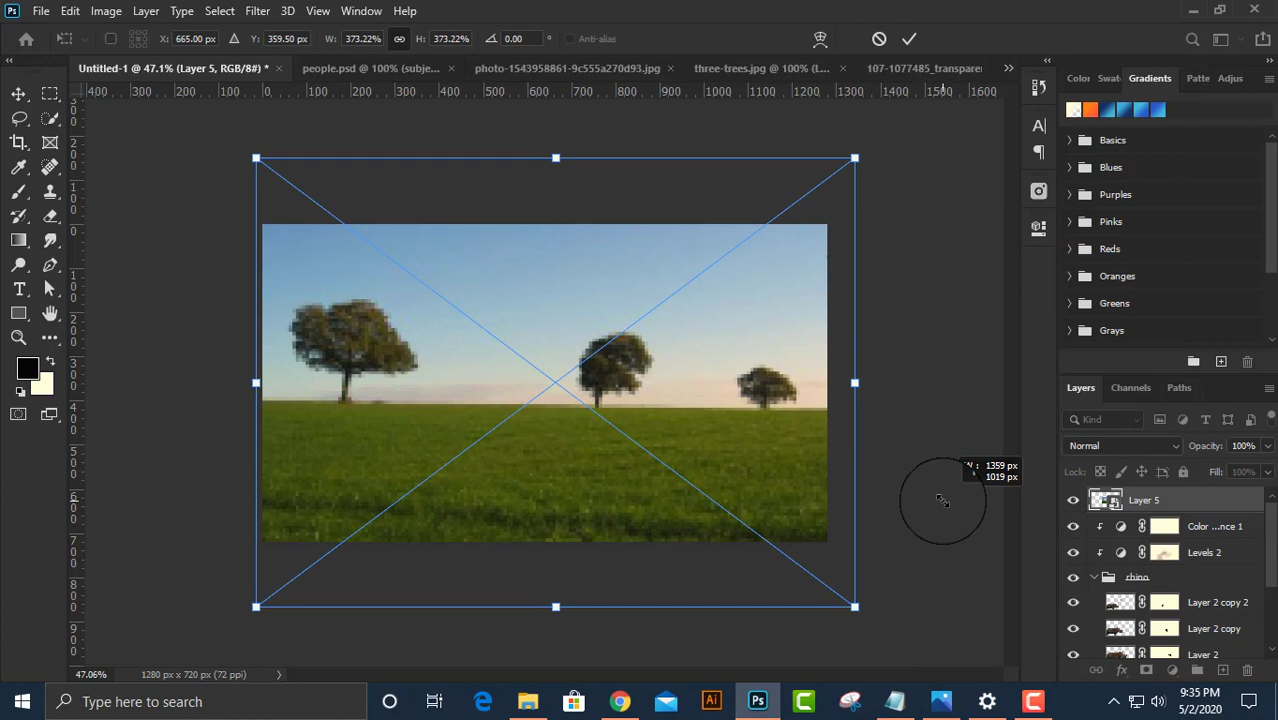 Ps File Edit Image Layer Type Select Filter 3D View Window Help
X: 665.00 px Y: 359.50 px W: 373.22% H: 373.22% 0.00 ° Anti-alias
Untitled-1 @ 47.1% (Layer 5, RGB/8#) * people.psd @ 100% (subje... photo-1543958861-9c555a270d93.jpg three-trees.jpg @ 100% (L... 107-1077485_transparer
400 300 200 100 0 100 200 300 400 500 600 700 800 900 1000 1100 1200 1300 1400 1500 1600
Color Swatc Gradients Patte Adjus
Basics
Blues
Purples
Pinks
Reds
Oranges
Greens
Grays
Layers Channels Paths
Kind
Normal Opacity: 100%
Lock: Fill: 100%
W : 1359 px
1019 px
Layer 5
Color ...nce 1
Levels 2
rhino
Layer 2 copy 2
Layer 2 copy
Layer 2
47.06% 1280 px x 720 px (72 ppi)
Type here to search
9:35 PM
5/2/2020